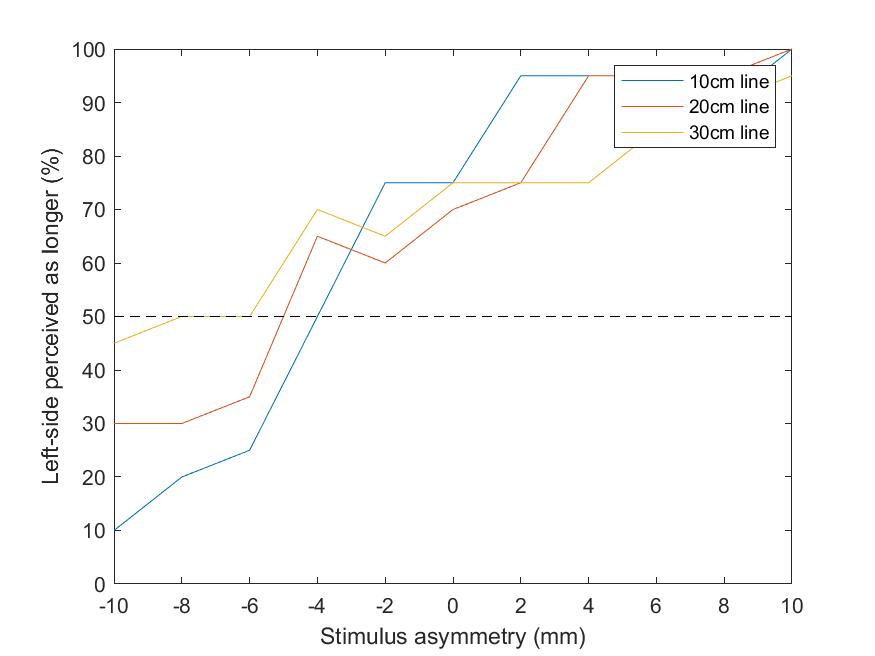 100
90
80
70
60
50
40
30
20
10
0
Left-side perceived as longer (%)
10cm line
20cm line
30cm line
-10 -8 -6 -4 -2 0 2 4 6 8 10
Stimulus asymmetry (mm)